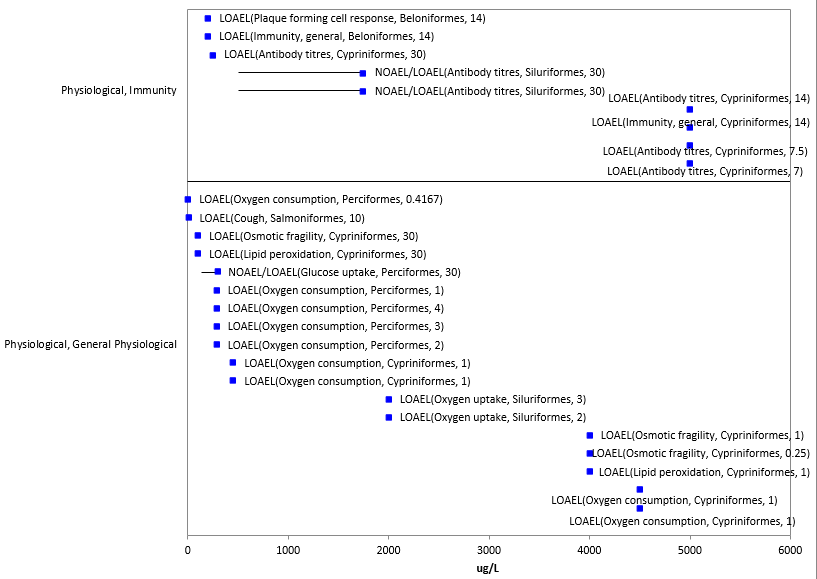 LOAEL(Plaque forming cell response, Beloniformes, 14)
LOAEL(Immunity, general, Beloniformes, 14)
LOAEL(Antibody titres, Cypriniformes, 30)
NOAEL/LOAEL(Antibody titres, Siluriformes, 30)
Physiological, Immunity
NOAEL/LOAEL(Antibody titres, Siluriformes, 30)
LOAEL(Antibody titres, Cypriniformes, 14)
LOAEL(Immunity, general, Cypriniformes, 14)
LOAEL(Antibody titres, Cypriniformes, 7.5)
LOAEL(Antibody titres, Cypriniformes, 7)
LOAEL(Oxygen consumption, Perciformes, 0.4167)
LOAEL(Cough, Salmoniformes, 10)
LOAEL(Osmotic fragility, Cypriniformes, 30)
LOAEL(Lipid peroxidation, Cypriniformes, 30)
NOAEL/LOAEL(Glucose uptake, Perciformes, 30)
LOAEL(Oxygen consumption, Perciformes, 1)
LOAEL(Oxygen consumption, Perciformes, 4)
LOAEL(Oxygen consumption, Perciformes, 3)
Physiological, General Physiological
LOAEL(Oxygen consumption, Perciformes, 2)
LOAEL(Oxygen consumption, Cypriniformes, 1)
LOAEL(Oxygen consumption, Cypriniformes, 1)
LOAEL(Oxygen uptake, Siluriformes, 3)
LOAEL(Oxygen uptake, Siluriformes, 2)
LOAEL(Osmotic fragility, Cypriniformes, 1)
LOAEL(Osmotic fragility, Cypriniformes, 0.25)
LOAEL(Lipid peroxidation, Cypriniformes, 1)
LOAEL(Oxygen consumption, Cypriniformes, 1)
LOAEL(Oxygen consumption, Cypriniformes, 1)
0 1000 2000 3000 4000 5000 6000
ug/L